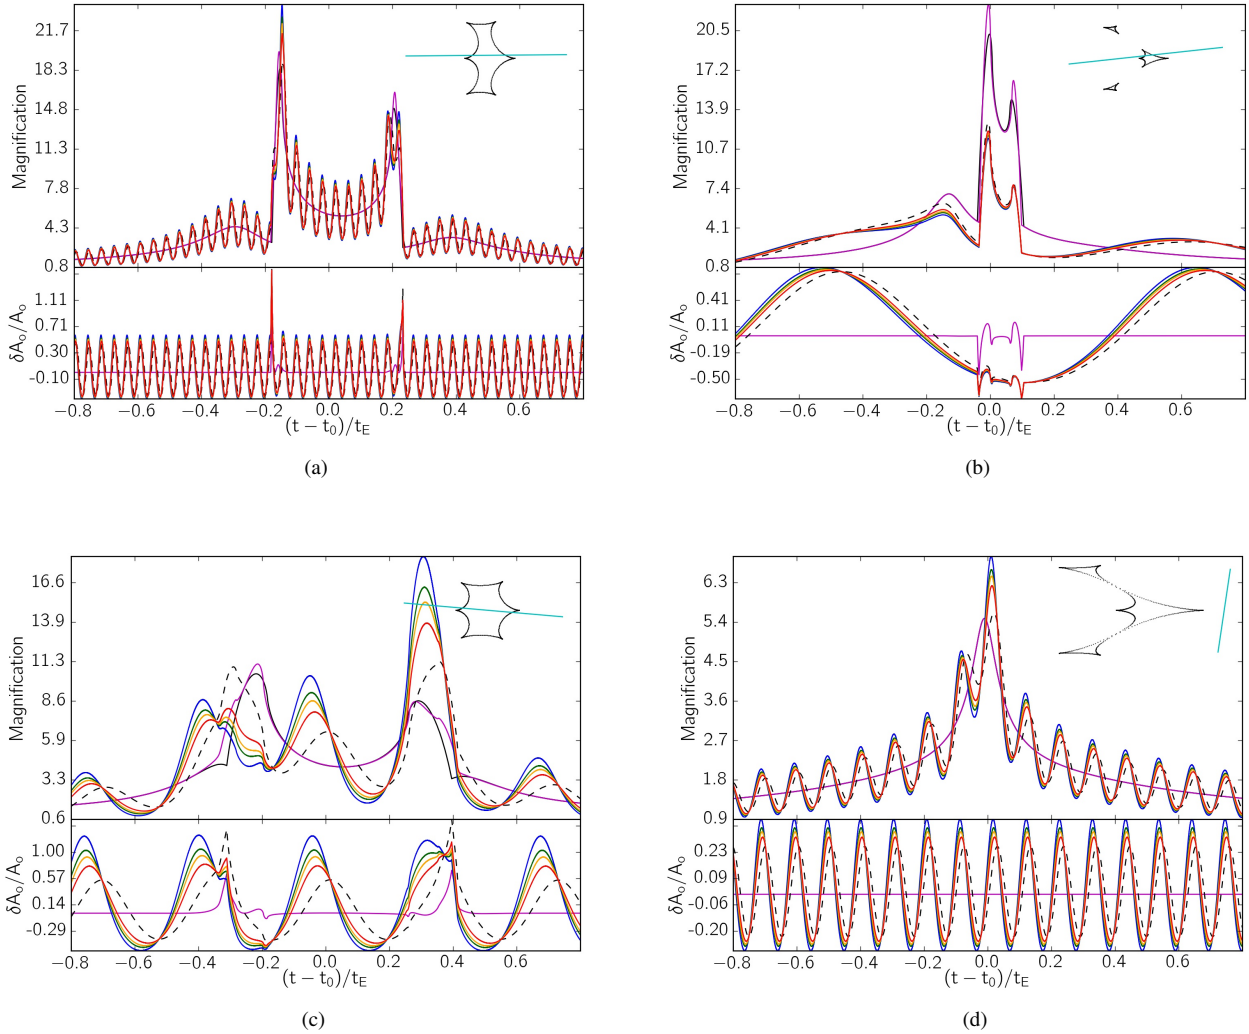 21.7
18.3
14.8
11.3
7.8
4.3
0.8
Magnification
1.11
0.71
0.30
−0.10
δAₒ/Aₒ
−0.8 −0.6 −0.4 −0.2 0.0 0.2 0.4 0.6
(t − t₀)/t_E
(a)
20.5
17.2
13.9
10.7
7.4
4.1
0.8
Magnification
0.41
0.11
−0.19
−0.50
δAₒ/Aₒ
−0.8 −0.6 −0.4 −0.2 0.0 0.2 0.4 0.6
(t − t₀)/t_E
(b)
16.6
13.9
11.3
8.6
5.9
3.3
0.6
Magnification
1.00
0.57
0.14
−0.29
δAₒ/Aₒ
−0.8 −0.6 −0.4 −0.2 0.0 0.2 0.4 0.6
(t − t₀)/t_E
(c)
6.3
5.4
4.5
3.6
2.7
1.8
0.9
Magnification
0.23
0.09
−0.06
−0.20
δAₒ/Aₒ
−0.8 −0.6 −0.4 −0.2 0.0 0.2 0.4 0.6
(t − t₀)/t_E
(d)